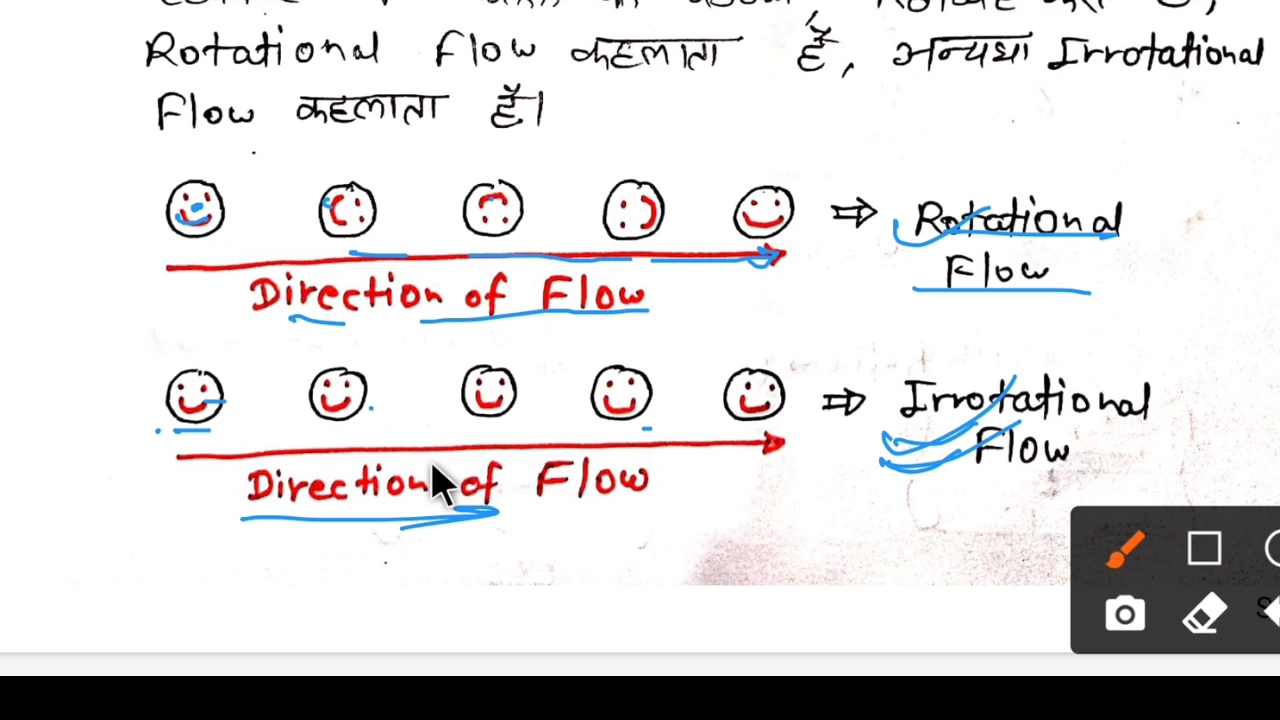 Rotational Flow कहलाता है, अन्यथा Irrotational
Flow कहलाता है।
⇒ Rotational
Flow
Direction of Flow
⇒ Irrotational
Flow
Direction of Flow